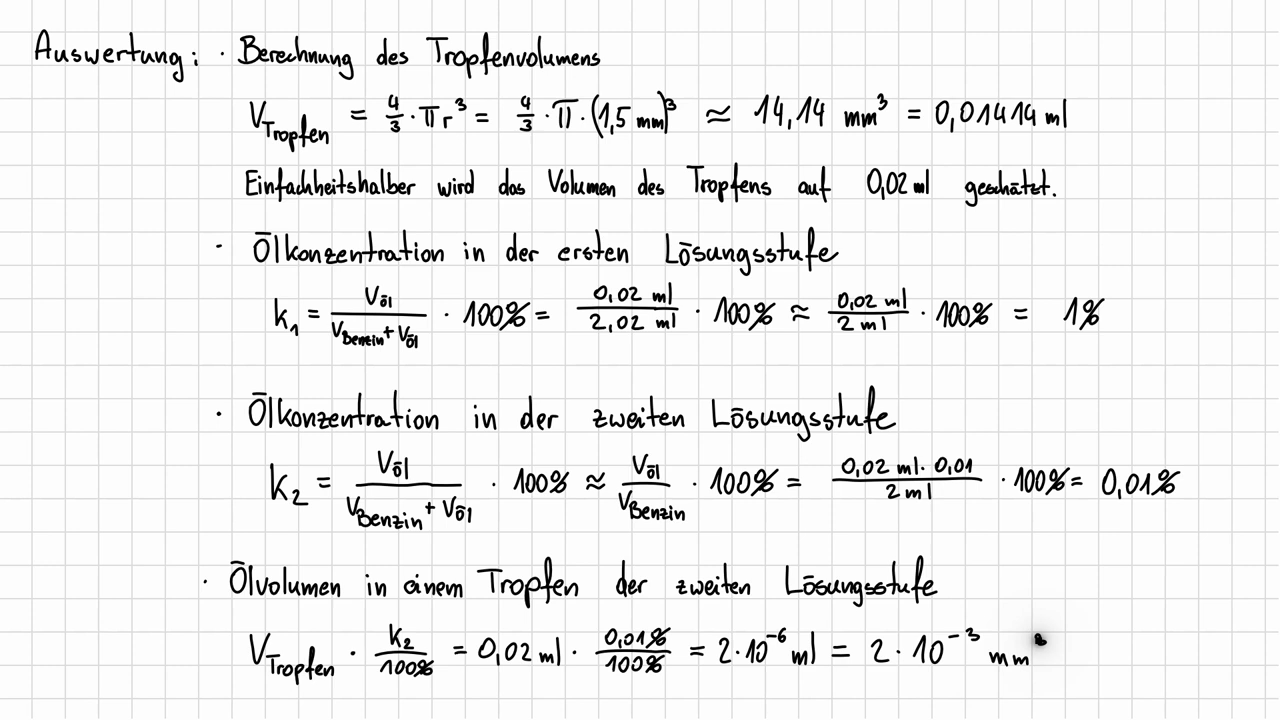 Auswertung: · Berechnung des Tropfenvolumens
V_Tropfen = 4/3 · π r³ = 4/3 · π · (1,5 mm)³ ≈ 14,14 mm³ = 0,01414 ml
Einfachheitshalber wird das Volumen des Tropfens auf 0,02 ml geschätzt.
· Ölkonzentration in der ersten Lösungsstufe
k₁ = V_Öl / (V_Benzin + V_Öl) · 100% = 0,02 ml / 2,02 ml · 100% ≈ 0,02 ml / 2 ml · 100% = 1%
· Ölkonzentration in der zweiten Lösungsstufe
k₂ = V_Öl / (V_Benzin + V_Öl) · 100% ≈ V_Öl / V_Benzin · 100% = 0,02 ml · 0,01 / 2 ml · 100% = 0,01%
· Ölvolumen in einem Tropfen der zweiten Lösungsstufe
V_Tropfen · k₂ / 100% = 0,02 ml · 0,01% / 100% = 2·10⁻⁶ ml = 2 · 10⁻³ mm